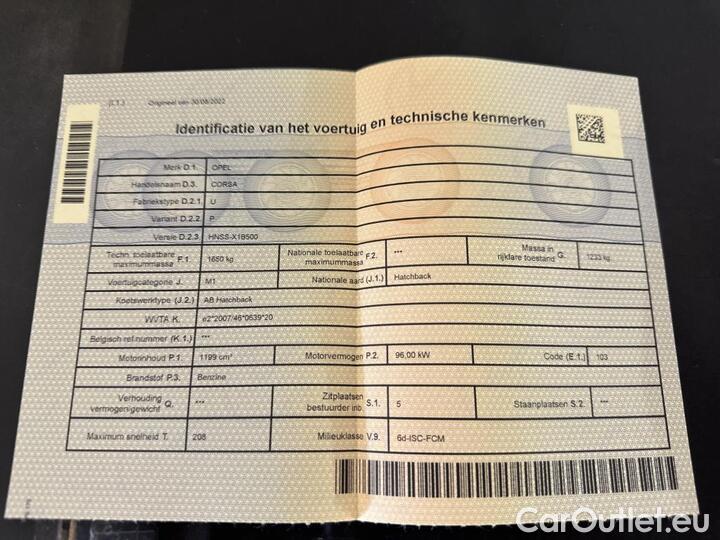 (I.1.) Origineel van 30/06/2022
Identificatie van het voertuig en technische kenmerken
Merk D.1. OPEL
Handelsnaam D.3. CORSA
Fabriekstype D.2.1. U
Variant D.2.2. P
Versie D.2.3. HNSS-X1B500
Techn. toelaatbare maximummassa F.1. 1650 kg Nationale toelaatbare maximummassa F.2. *** Massa in rijklare toestand G. 1233 kg
Voertuigcategorie J. M1 Nationale aard (J.1.) Hatchback
Koetswerktype (J.2.) AB Hatchback
WVTA K. e2*2007/46*0639*20
Belgisch ref.nummer (K.1.) ***
Motorinhoud P.1. 1199 cm³ Motorvermogen P.2. 96,00 kW Code (E.1.) 103
Brandstof P.3. Benzine
Verhouding vermogen/gewicht Q. *** Zitplaatsen bestuurder inb. S.1. 5 Staanplaatsen S.2. ***
Maximum snelheid T. 208 Milieuklasse V.9. 6d-ISC-FCM
CarOutlet.eu